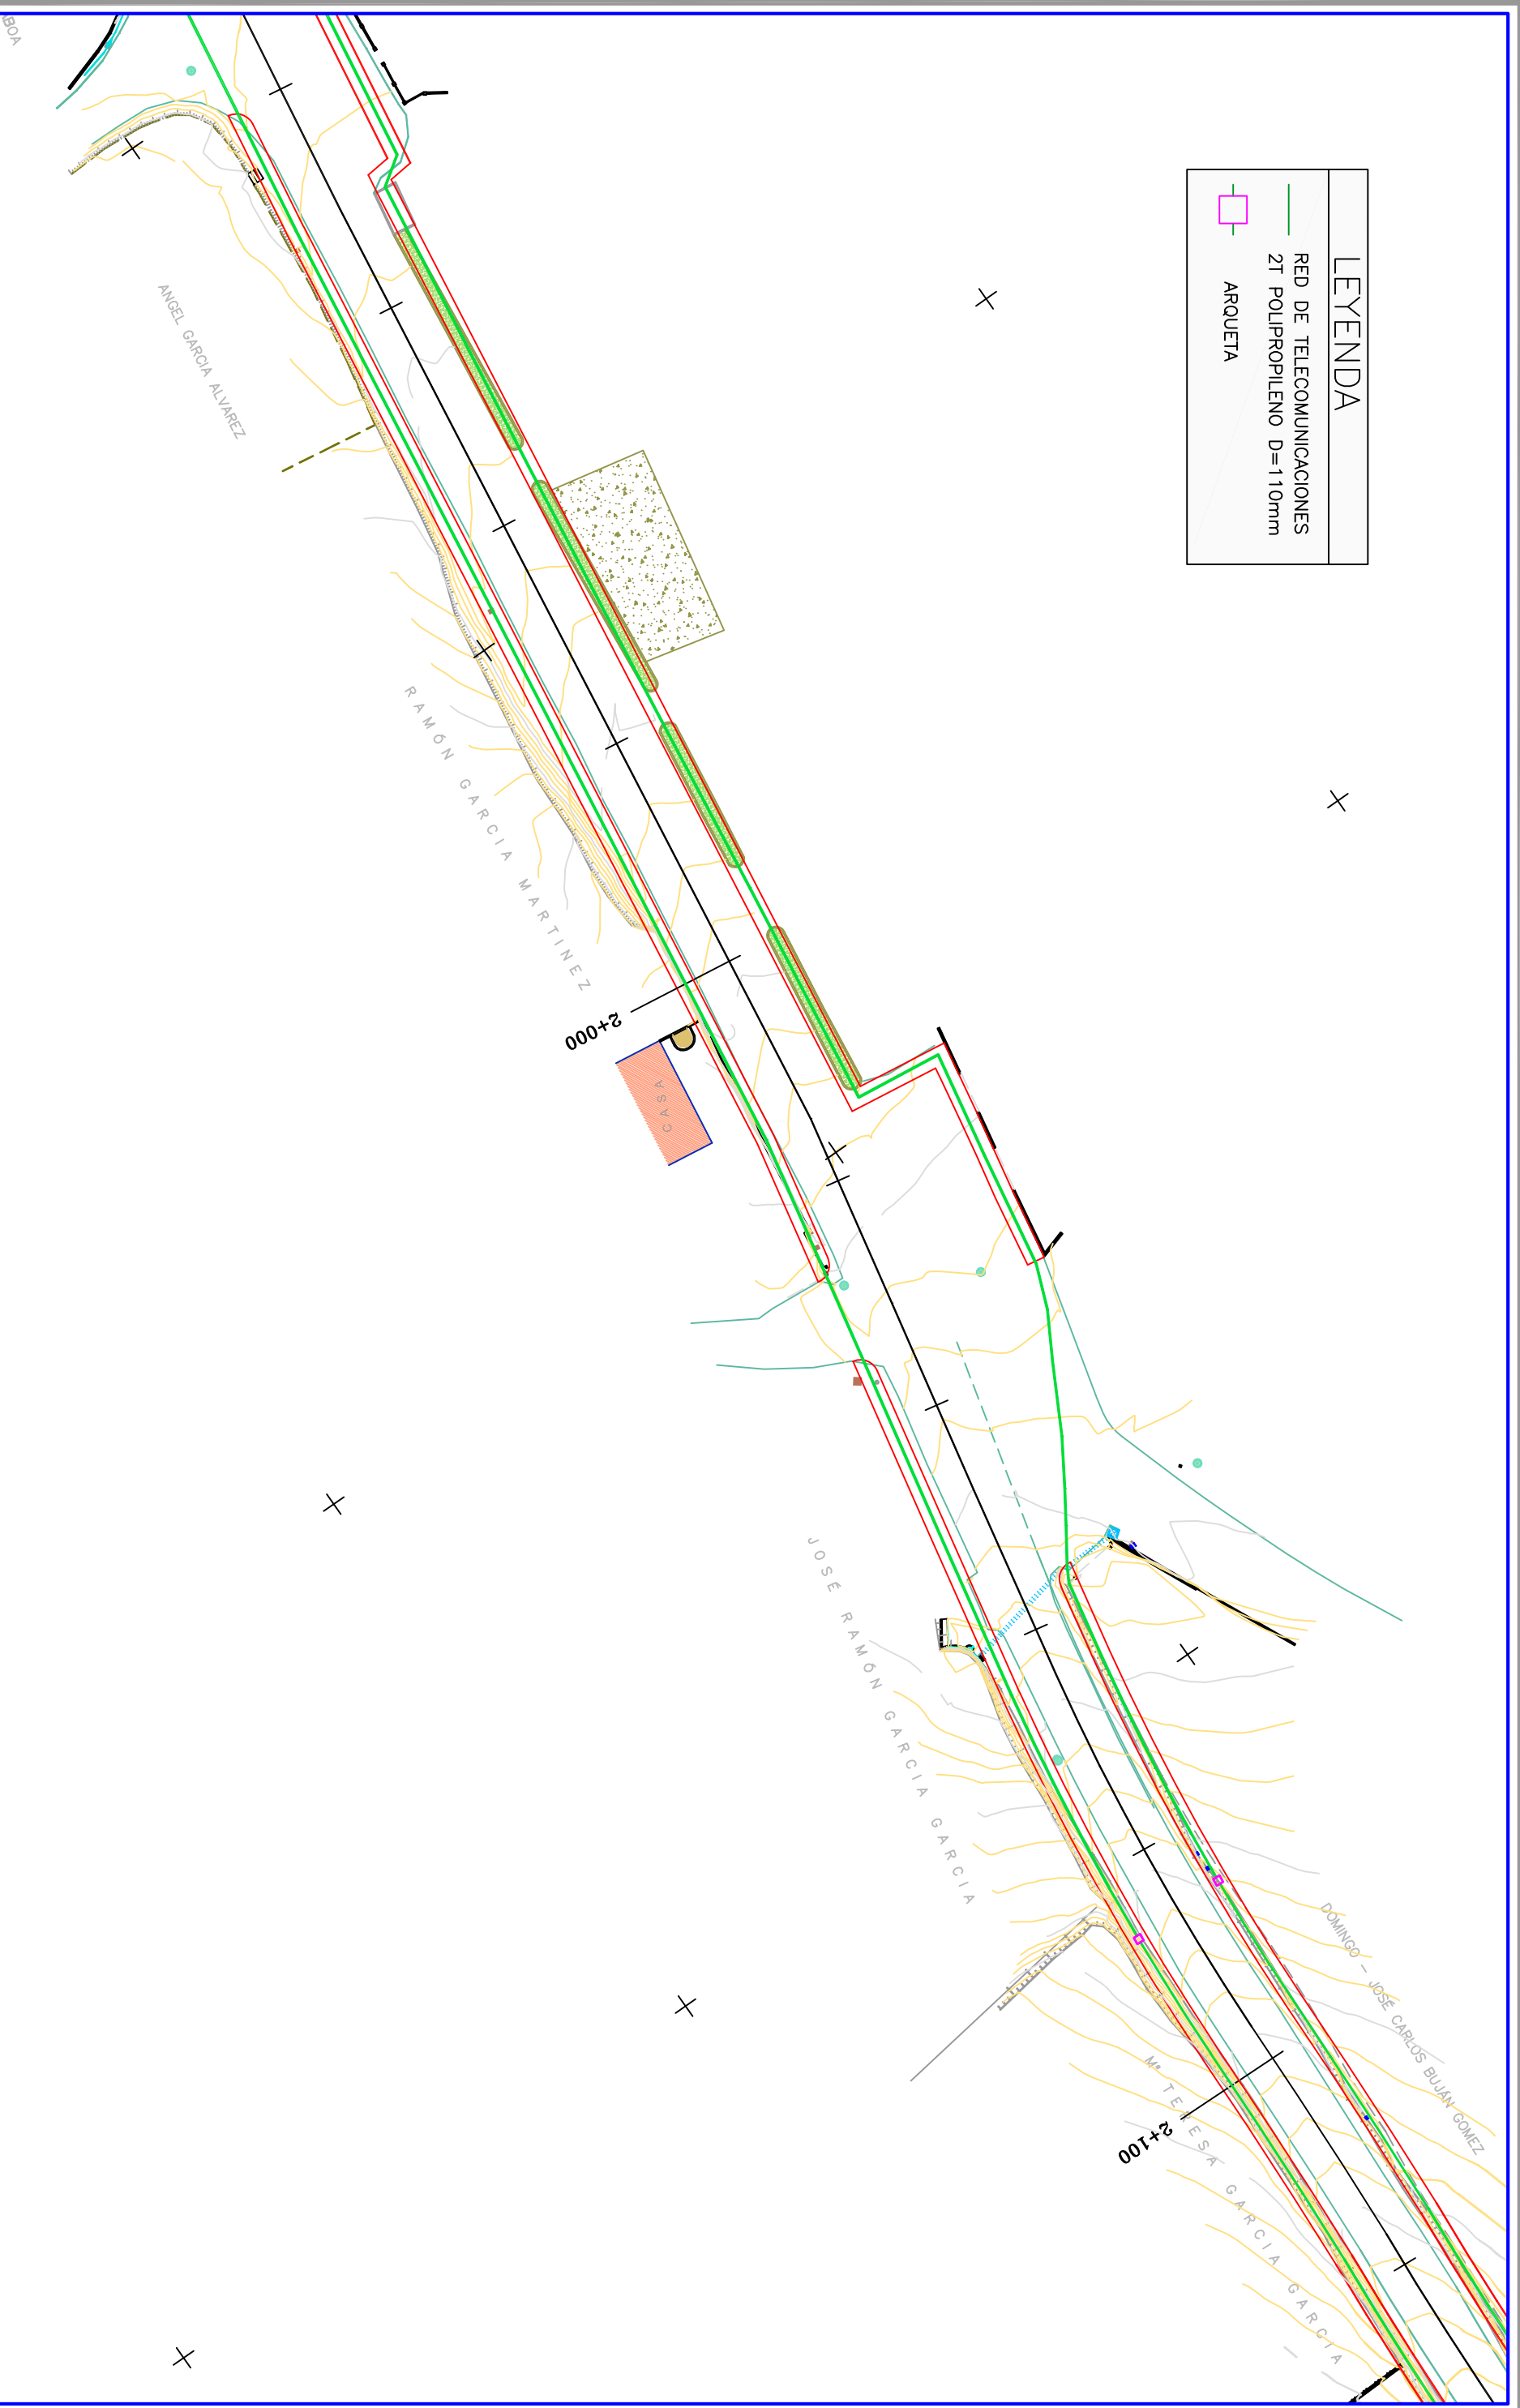 LEYENDA
RED DE TELECOMUNICACIONES
2T POLIPROPILENO D=110mm
ARQUETA
BOA
ANGEL GARCIA ALVAREZ
RAMÓN GARCIA MARTINEZ
2+000
CASA
JOSÉ RAMÓN GARCIA GARCIA
DOMINGO - JOSÉ CARLOS BUJÁN GOMEZ
Mª TERESA GARCIA GARCIA
2+100